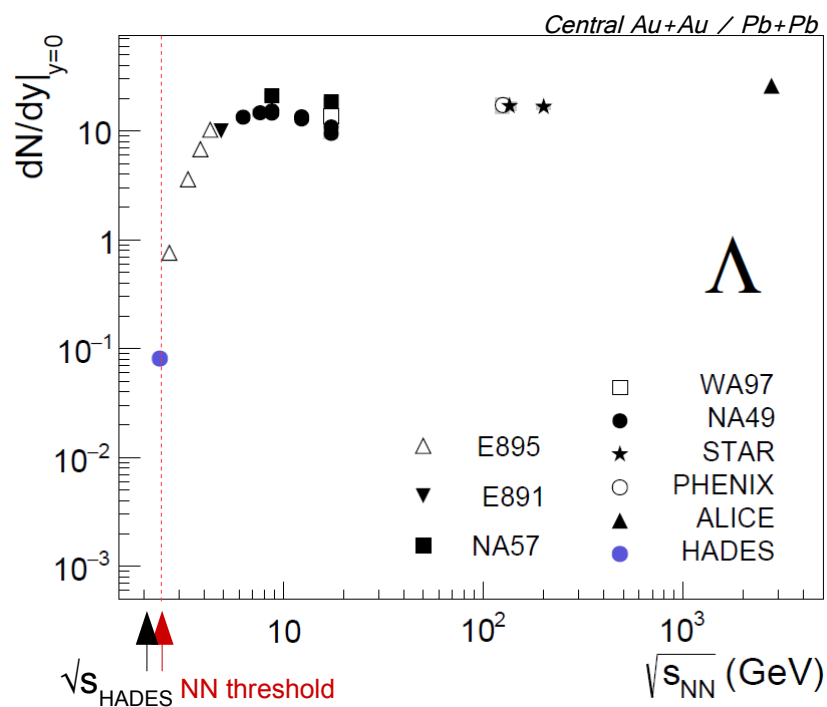 Central Au+Au / Pb+Pb
dN/dy|y=0
10
1
10⁻¹
10⁻²
10⁻³
Λ
E895
E891
NA57
WA97
NA49
STAR
PHENIX
ALICE
HADES
10 10² 10³
√sHADES NN threshold √sNN (GeV)